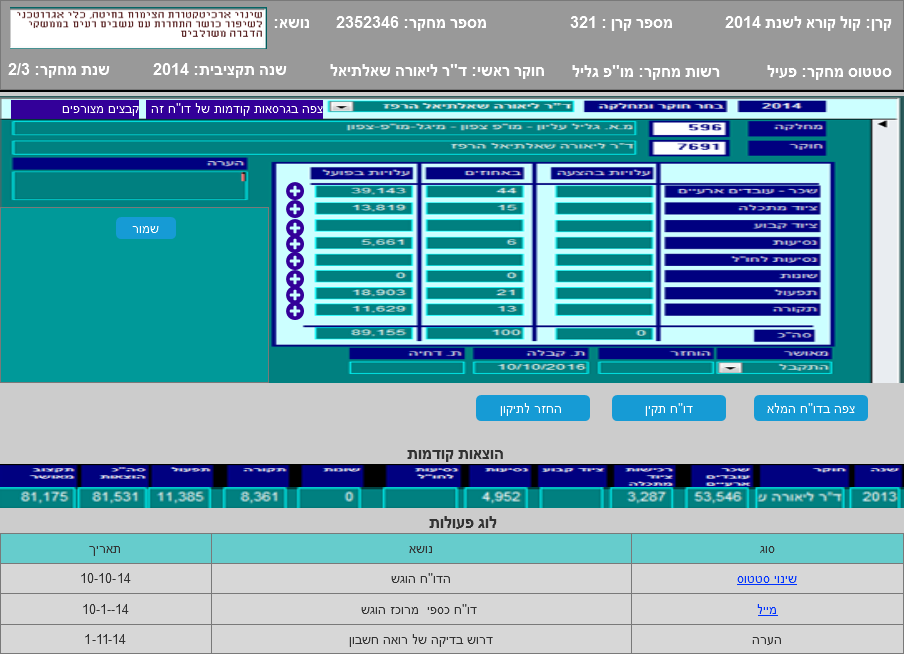 קרן: קול קורא לשנת 2014
מספר קרן : 321
מספר מחקר: 2352346
נושא:
שינוי ארכיטקטורת הצימוח בחיטה, ככלי אגרוטכני
לשיפור כושר התחרות עם עשבים רעים בממשקי
הדברה משולבים
סטטוס מחקר: פעיל
רשות מחקר: מו"פ גליל
חוקר ראשי: ד"ר ליאורה שאלתיאל
שנה תקציבית: 2014
שנת מחקר: 2/3
2014 בחר חוקר ומחלקה ד"ר ליאורה שאלתיאל הרפז צפה בגרסאות קודמות של דו"ח זה קבצים מצורפים
מחלקה 596 מ.א. גליל עליון - מו"פ צפון - מיגל-מו"פ-צפון
חוקר 7691 ד"ר ליאורה שאלתיאל הרפז
הערה
שמור
עלויות בהצעה באחוזים עלויות בפועל
שכר - עובדים ארעיים 44 39,143
ציוד מתכלה 15 13,819
ציוד קבוע
נסיעות 6 5,661
נסיעות לחו"ל
שונות 0 0
תפעול 21 18,903
תקורה 13 11,629
סה"כ 0 100 89,155
מאושר הוחזר ת. קבלה ת. דחיה
התקבל 10/10/2016
צפה בדו"ח המלא
דו"ח תקין
החזר לתיקון
הוצאות קודמות
שנה חוקר שכר עובדים ארעיים רכישות ציוד מתכלה ציוד קבוע נסיעות נסיעות לחו"ל שונות תקורה תפעול סה"כ הוצאות תקצוב מאושר
2013 ד"ר ליאורה ש 53,546 3,287 4,952 0 8,361 11,385 81,531 81,175
לוג פעולות
סוג נושא תאריך
שינוי סטטוס הדו"ח הוגש 10-10-14
מייל דו"ח כספי מרוכז הוגש 10-1--14
הערה דרוש בדיקה של רואה חשבון 1-11-14